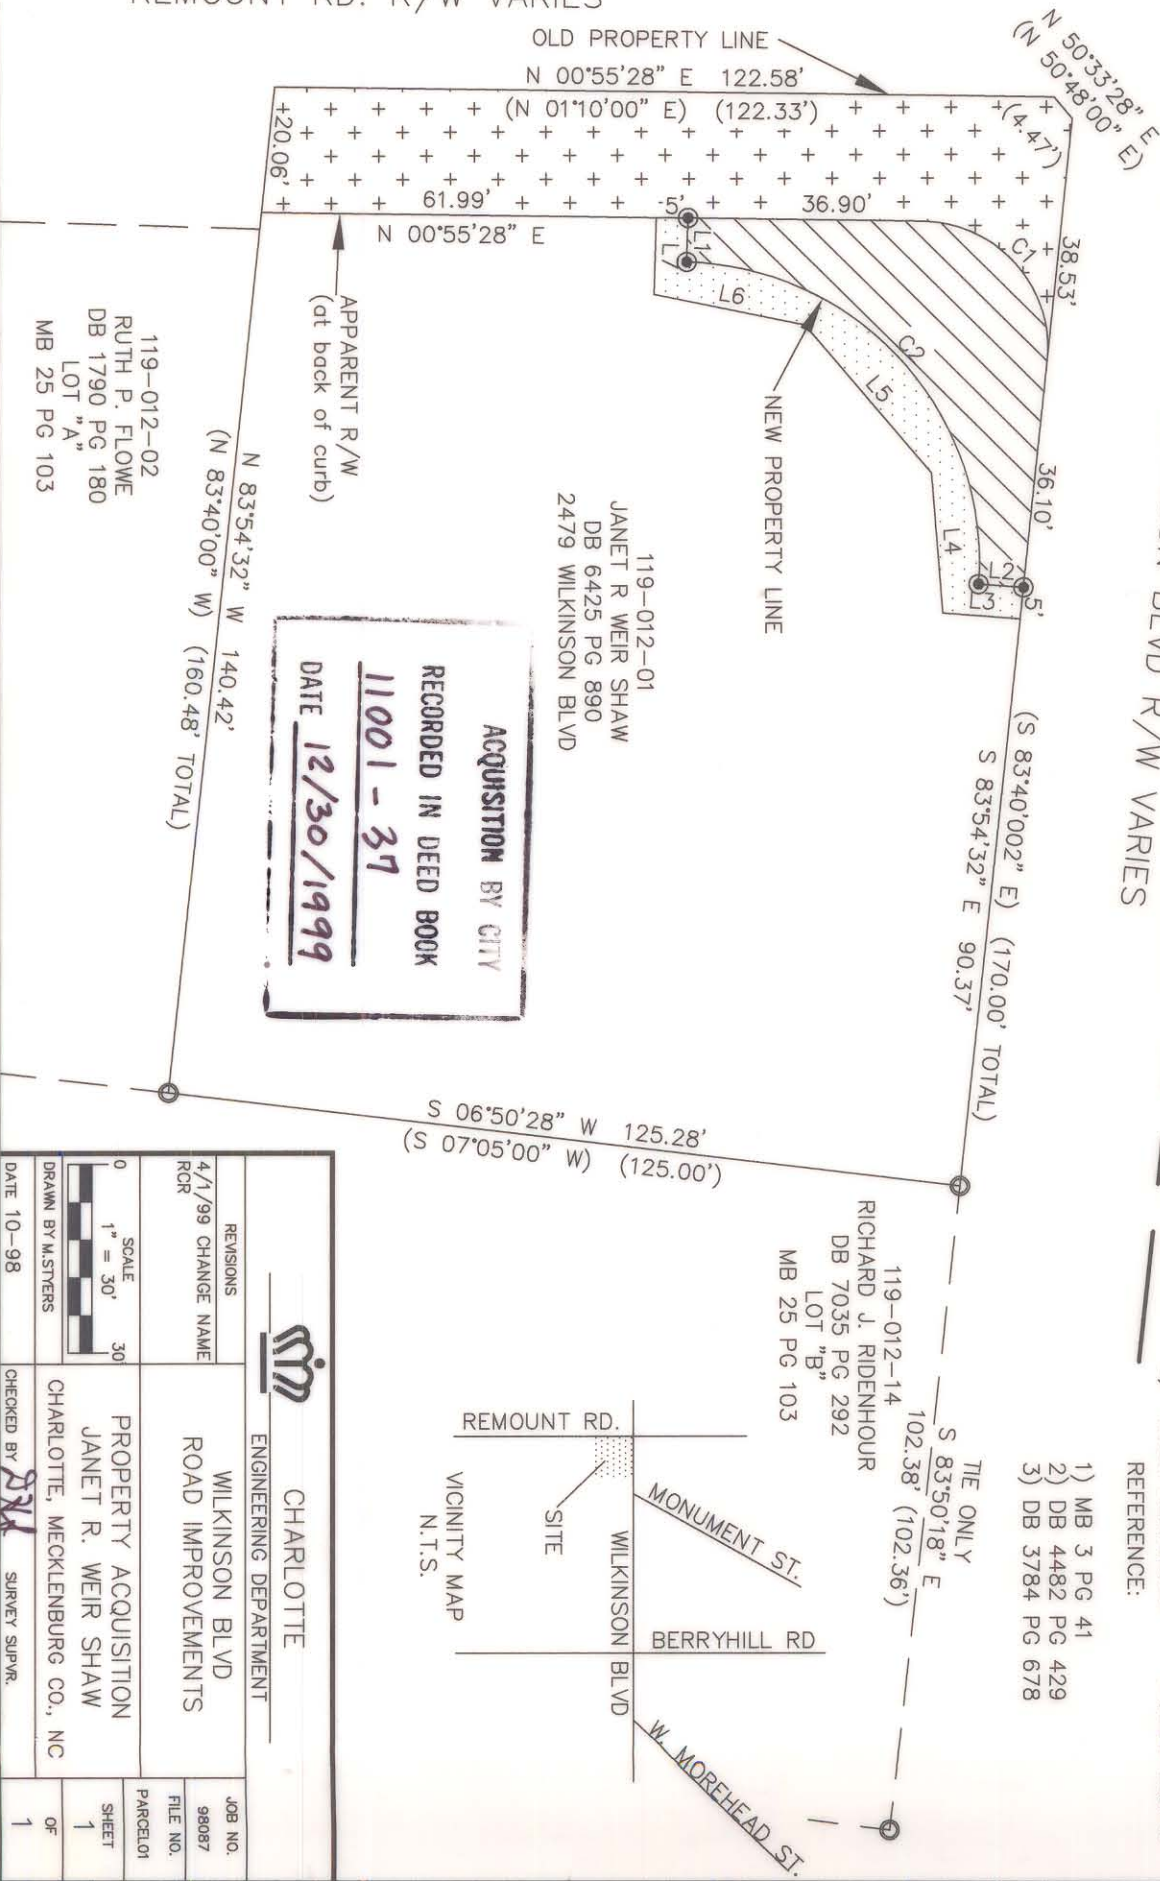 REMOUNT RD. R/W VARIES
OLD PROPERTY LINE
N 00°55'28" E 122.58'
(N 01°10'00" E) (122.33')
N 50°33'28" E
(N 50°48'00" E)
(4.47')
20.06'
61.99'
5'
36.90'
N 00°55'28" E
38.53'
C1
L1
L6
C2
L5
L4
L2
L3
5'
36.10'
BLVD R/W VARIES
APPARENT R/W
(at back of curb)
NEW PROPERTY LINE
119-012-02
RUTH P. FLOWE
DB 1790 PG 180
LOT "A"
MB 25 PG 103
N 83°54'32" W 140.42'
(N 83°40'00" W) (160.48' TOTAL)
119-012-01
JANET R WEIR SHAW
DB 6425 PG 890
2479 WILKINSON BLVD
ACQUISITION BY CITY
RECORDED IN DEED BOOK
11001-37
DATE 12/30/1999
(S 83°40'002" E) (170.00' TOTAL)
S 83°54'32" E 90.37'
S 06°50'28" W 125.28'
(S 07°05'00" W) (125.00')
119-012-14
RICHARD J. RIDENHOUR
DB 7035 PG 292
LOT "B"
MB 25 PG 103
TIE ONLY
S 83°50'18" E
102.38' (102.36')
REFERENCE:
1) MB 3 PG 41
2) DB 4482 PG 429
3) DB 3784 PG 678
REMOUNT RD.
SITE
MONUMENT ST.
WILKINSON BLVD
BERRYHILL RD
W. MOREHEAD ST.
VICINITY MAP
N.T.S.
CHARLOTTE
ENGINEERING DEPARTMENT
REVISIONS
4/1/99 CHANGE NAME
RCR
WILKINSON BLVD
ROAD IMPROVEMENTS
JOB NO.
98087
FILE NO.
PARCEL01
SCALE
1" = 30'
0 30
PROPERTY ACQUISITION
JANET R. WEIR SHAW
CHARLOTTE, MECKLENBURG CO., NC
SHEET
1
OF
1
DRAWN BY M.STYERS
DATE 10-98
CHECKED BY
SURVEY SUPVR.